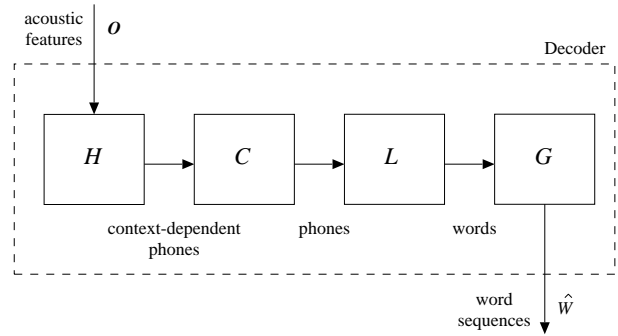 acoustic
features
O
Decoder
H
C
L
G
context-dependent
phones
phones
words
word
sequences
Ŵ